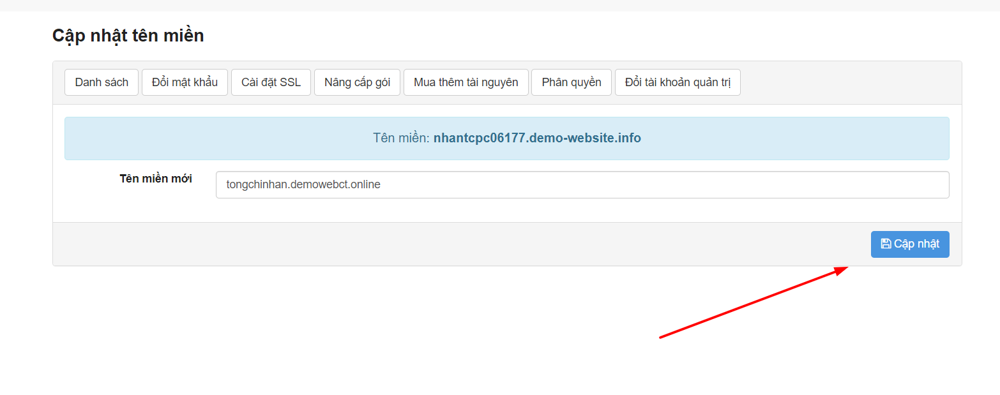 Cập nhật tên miền
Danh sách Đổi mật khẩu Cài đặt SSL Nâng cấp gói Mua thêm tài nguyên Phân quyền Đổi tài khoản quản trị
Tên miền: nhantcpc06177.demo-website.info
Tên miền mới tongchinhan.demowebct.online
Cập nhật